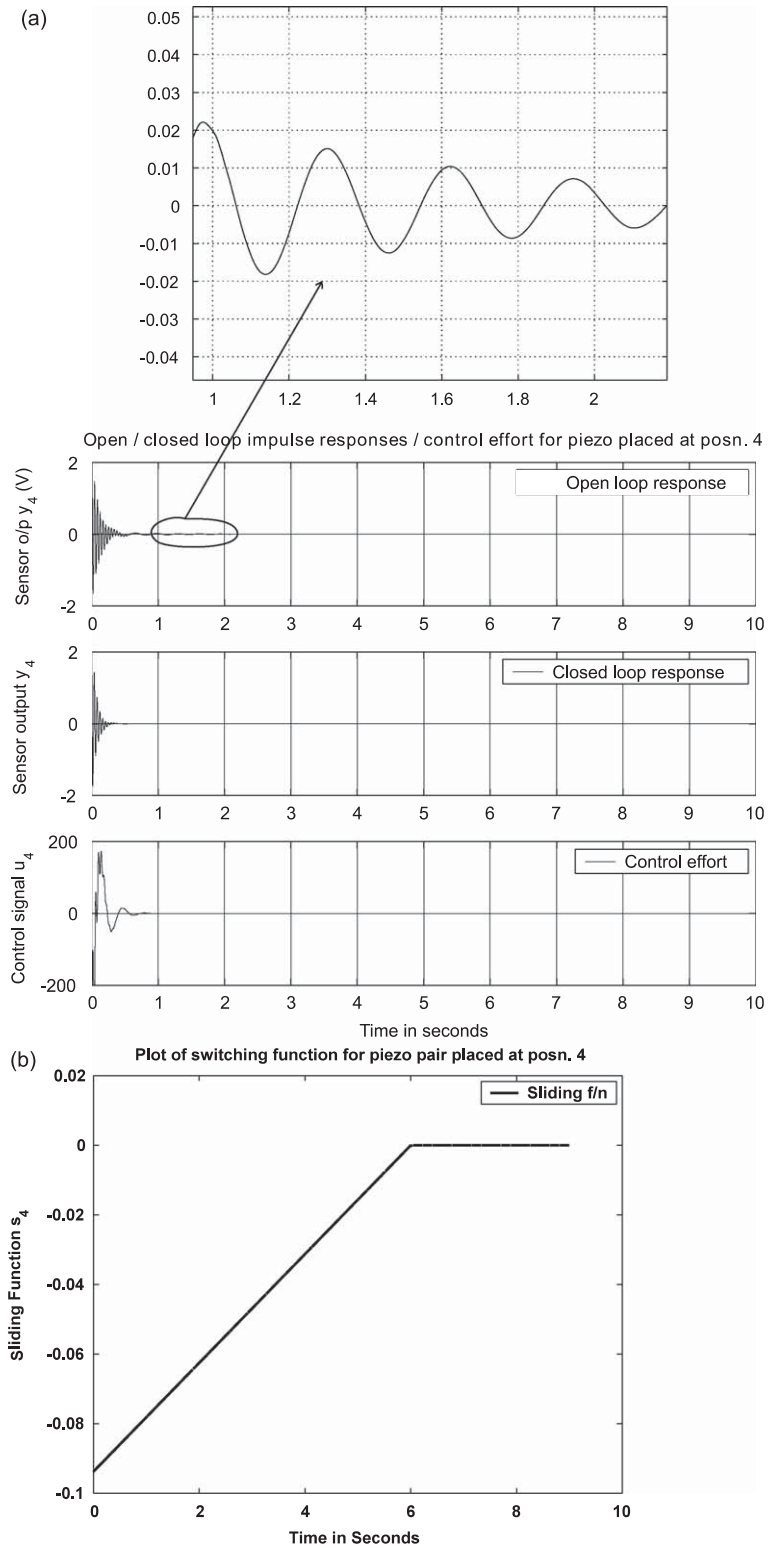 (a)
0.05
0.04
0.03
0.02
0.01
0
-0.01
-0.02
-0.03
-0.04
1 1.2 1.4 1.6 1.8 2
Open / closed loop impulse responses / control effort for piezo placed at posn. 4
Sensor o/p y4 (V)
2
0
-2
Open loop response
0 1 2 3 4 5 6 7 8 9 10
Sensor output y4
2
0
-2
Closed loop response
0 1 2 3 4 5 6 7 8 9 10
Control signal u4
200
0
-200
Control effort
0 1 2 3 4 5 6 7 8 9 10
Time in seconds
(b)
Plot of switching function for piezo pair placed at posn. 4
Sliding Function s4
0.02
0
-0.02
-0.04
-0.06
-0.08
-0.1
Sliding f/n
0 2 4 6 8 10
Time in Seconds